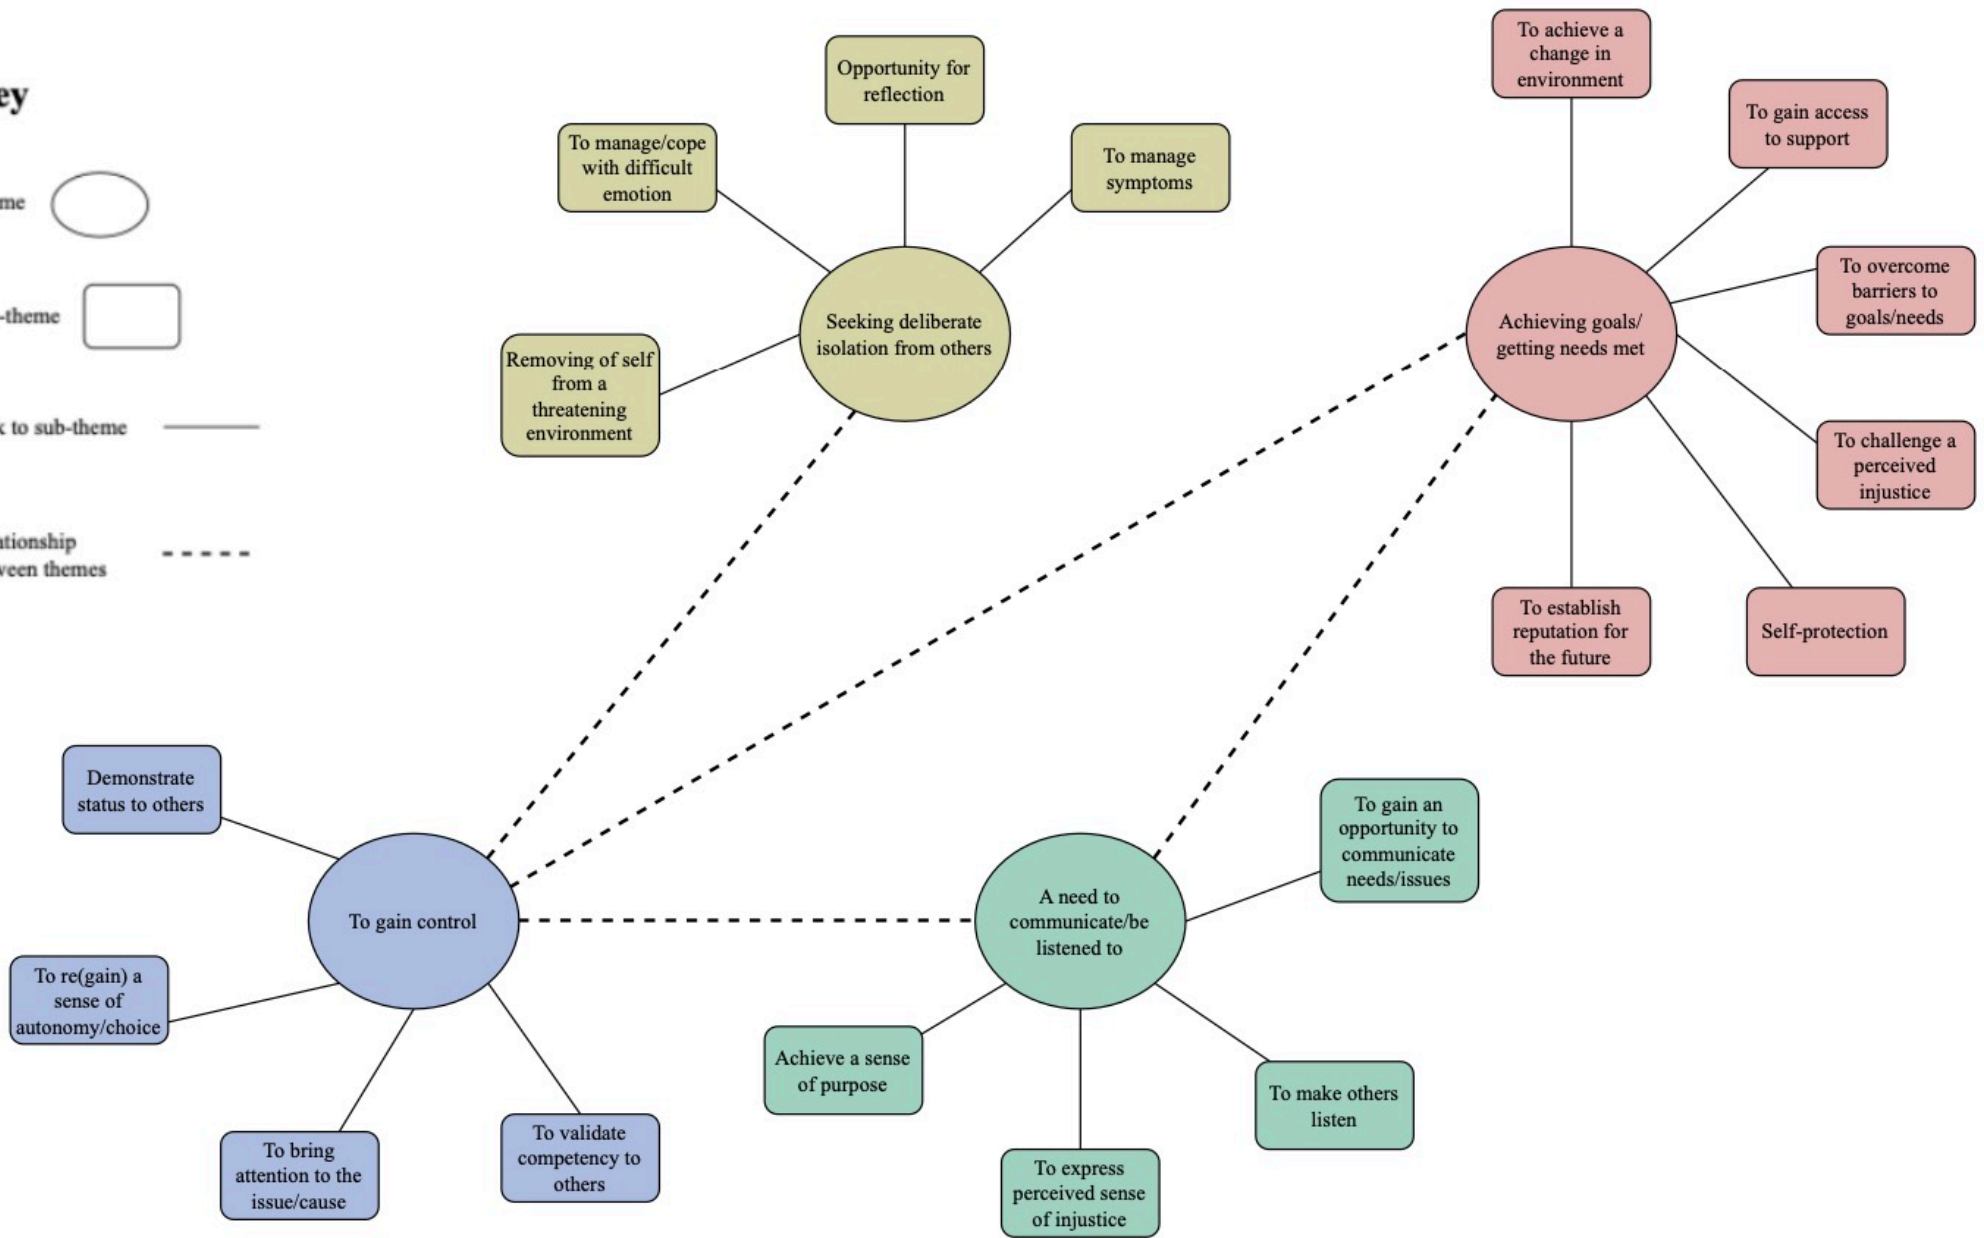 ey
me
-theme
k to sub-theme
ationship
ween themes
Opportunity for
reflection
To manage/cope
with difficult
emotion
To manage
symptoms
Removing of self
from a
threatening
environment
Seeking deliberate
isolation from others
To achieve a
change in
environment
To gain access
to support
To overcome
barriers to
goals/needs
Achieving goals/
getting needs met
To challenge a
perceived
injustice
To establish
reputation for
the future
Self-protection
Demonstrate
status to others
To gain control
To re(gain) a
sense of
autonomy/choice
To bring
attention to the
issue/cause
To validate
competency to
others
A need to
communicate/be
listened to
To gain an
opportunity to
communicate
needs/issues
Achieve a sense
of purpose
To express
perceived sense
of injustice
To make others
listen